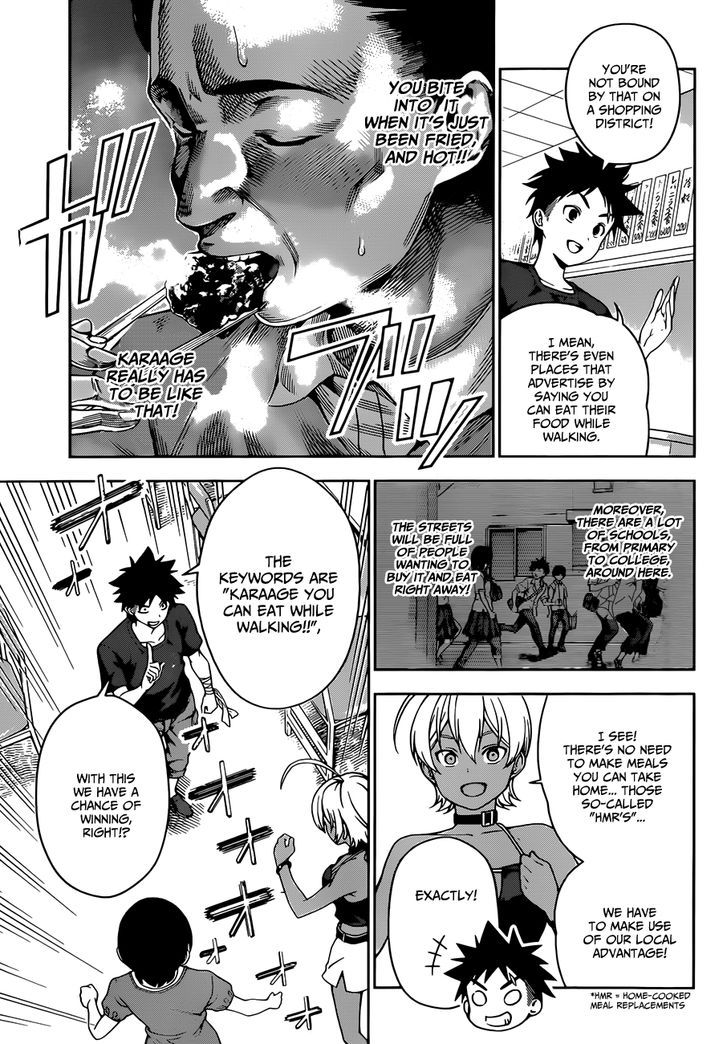 YOU'RE
NOT BOUND
BY THAT ON
A SHOPPING
DISTRICT!
I MEAN,
THERE'S EVEN
PLACES THAT
ADVERTISE BY
SAYING YOU
CAN EAT THEIR
FOOD WHILE
WALKING.
YOU BITE
INTO IT
WHEN IT'S JUST
BEEN FRIED,
AND HOT!!
KARAAGE
REALLY HAS
TO BE LIKE
THAT!
MOREOVER,
THERE ARE A LOT
OF SCHOOLS,
FROM PRIMARY
TO COLLEGE,
AROUND HERE.
THE STREETS
WILL BE FULL
OF PEOPLE
WANTING TO
BUY IT AND EAT
RIGHT AWAY!
I SEE!
THERE'S NO NEED
TO MAKE MEALS
YOU CAN TAKE
HOME... THOSE
SO-CALLED
"HMR'S"...
WE HAVE
TO MAKE USE
OF OUR LOCAL
ADVANTAGE!
EXACTLY!
*HMR = HOME-COOKED
MEAL REPLACEMENTS
THE
KEYWORDS ARE
"KARAAGE YOU
CAN EAT WHILE
WALKING!!",
WITH THIS
WE HAVE A
CHANCE OF
WINNING,
RIGHT!?